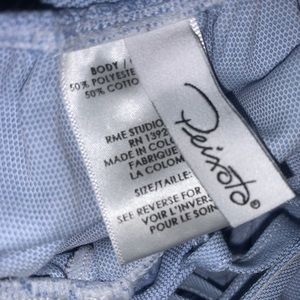 BODY /
50% POLYESTE
50% COTTO
RME STUDIO
RN 1392
MADE IN COL
FABRIQUE
LA COLOM
SIZE/TAILLE:
SEE REVERSE FOR
VOIR L'INVERS
POUR LE SOIN
Peixoto®